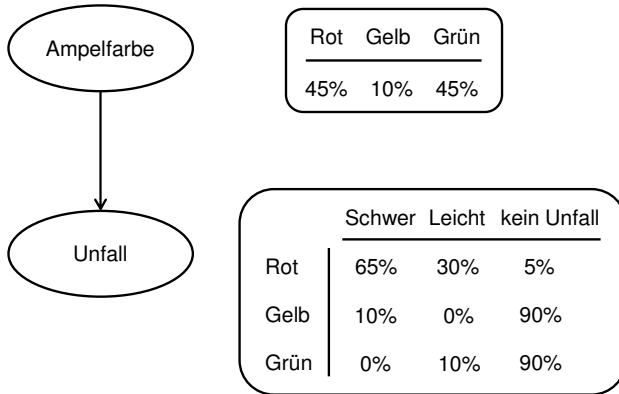 Ampelfarbe
Rot Gelb Grün
45% 10% 45%
Unfall
Schwer Leicht kein Unfall
Rot 65% 30% 5%
Gelb 10% 0% 90%
Grün 0% 10% 90%